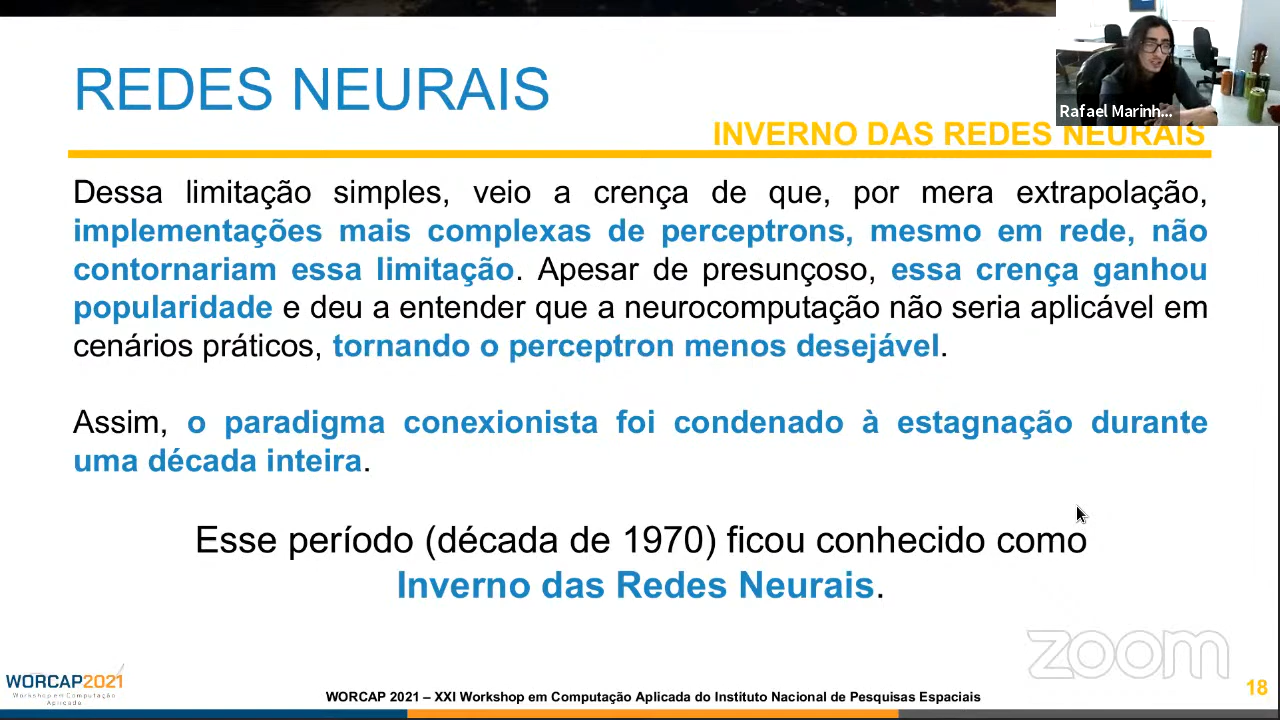 REDES NEURAIS
Rafael Marinh...
INVERNO DAS REDES NEURAIS
Dessa limitação simples, veio a crença de que, por mera extrapolação,
implementações mais complexas de perceptrons, mesmo em rede, não
contornariam essa limitação. Apesar de presunçoso, essa crença ganhou
popularidade e deu a entender que a neurocomputação não seria aplicável em
cenários práticos, tornando o perceptron menos desejável.
Assim, o paradigma conexionista foi condenado à estagnação durante
uma década inteira.
Esse período (década de 1970) ficou conhecido como
Inverno das Redes Neurais.
zoom
WORCAP2021
Workshop em Computação
Aplicada
WORCAP 2021 – XXI Workshop em Computação Aplicada do Instituto Nacional de Pesquisas Espaciais
18